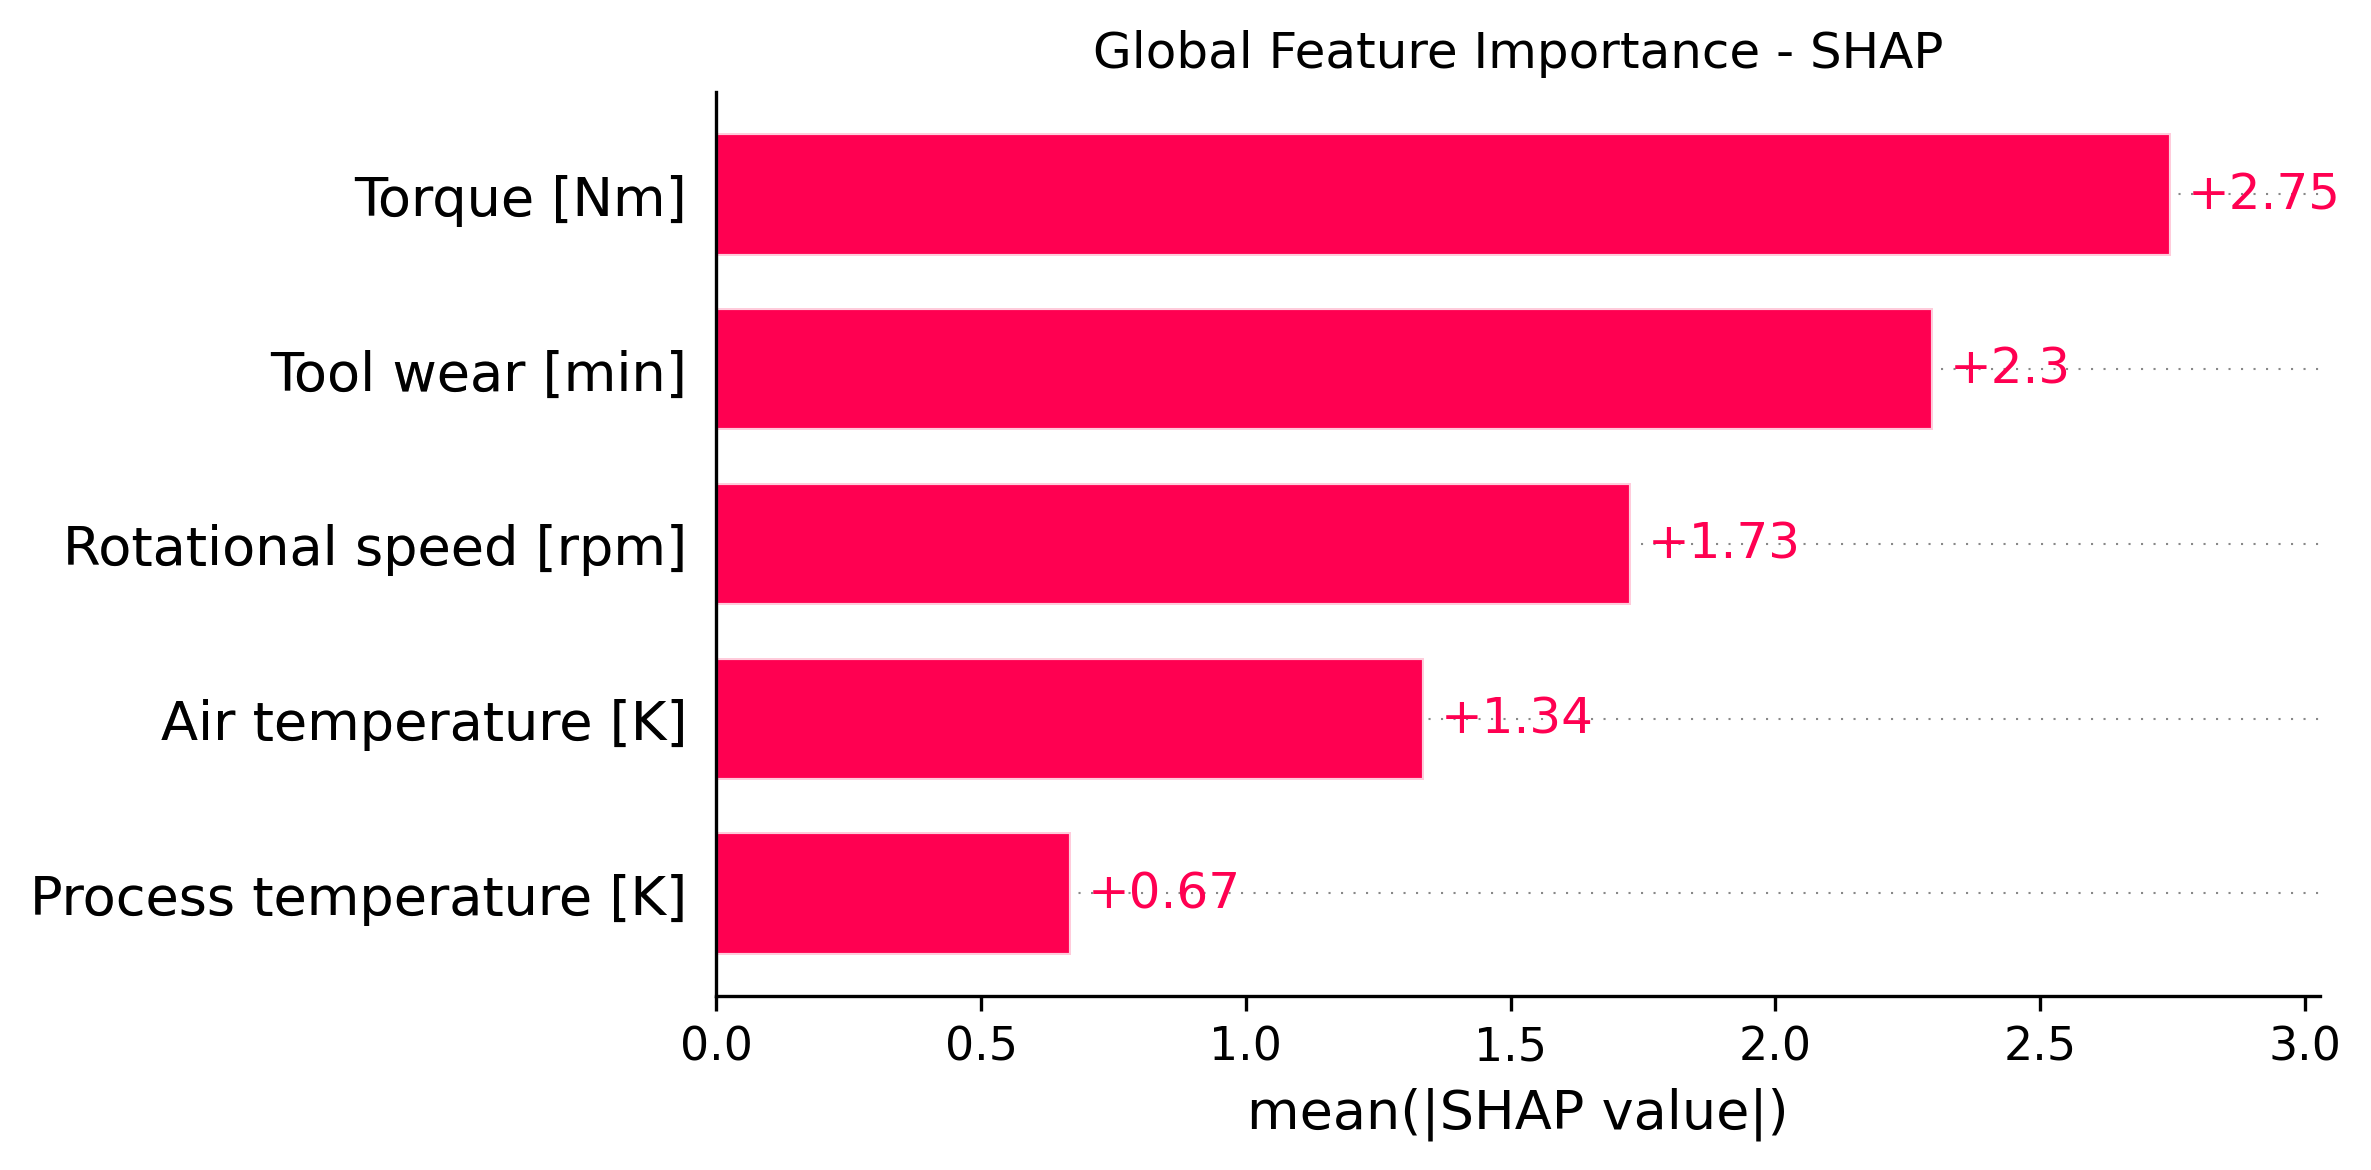 Global Feature Importance - SHAP
Torque [Nm] +2.75
Tool wear [min] +2.3
Rotational speed [rpm] +1.73
Air temperature [K] +1.34
Process temperature [K] +0.67
0.0 0.5 1.0 1.5 2.0 2.5 3.0
mean(|SHAP value|)